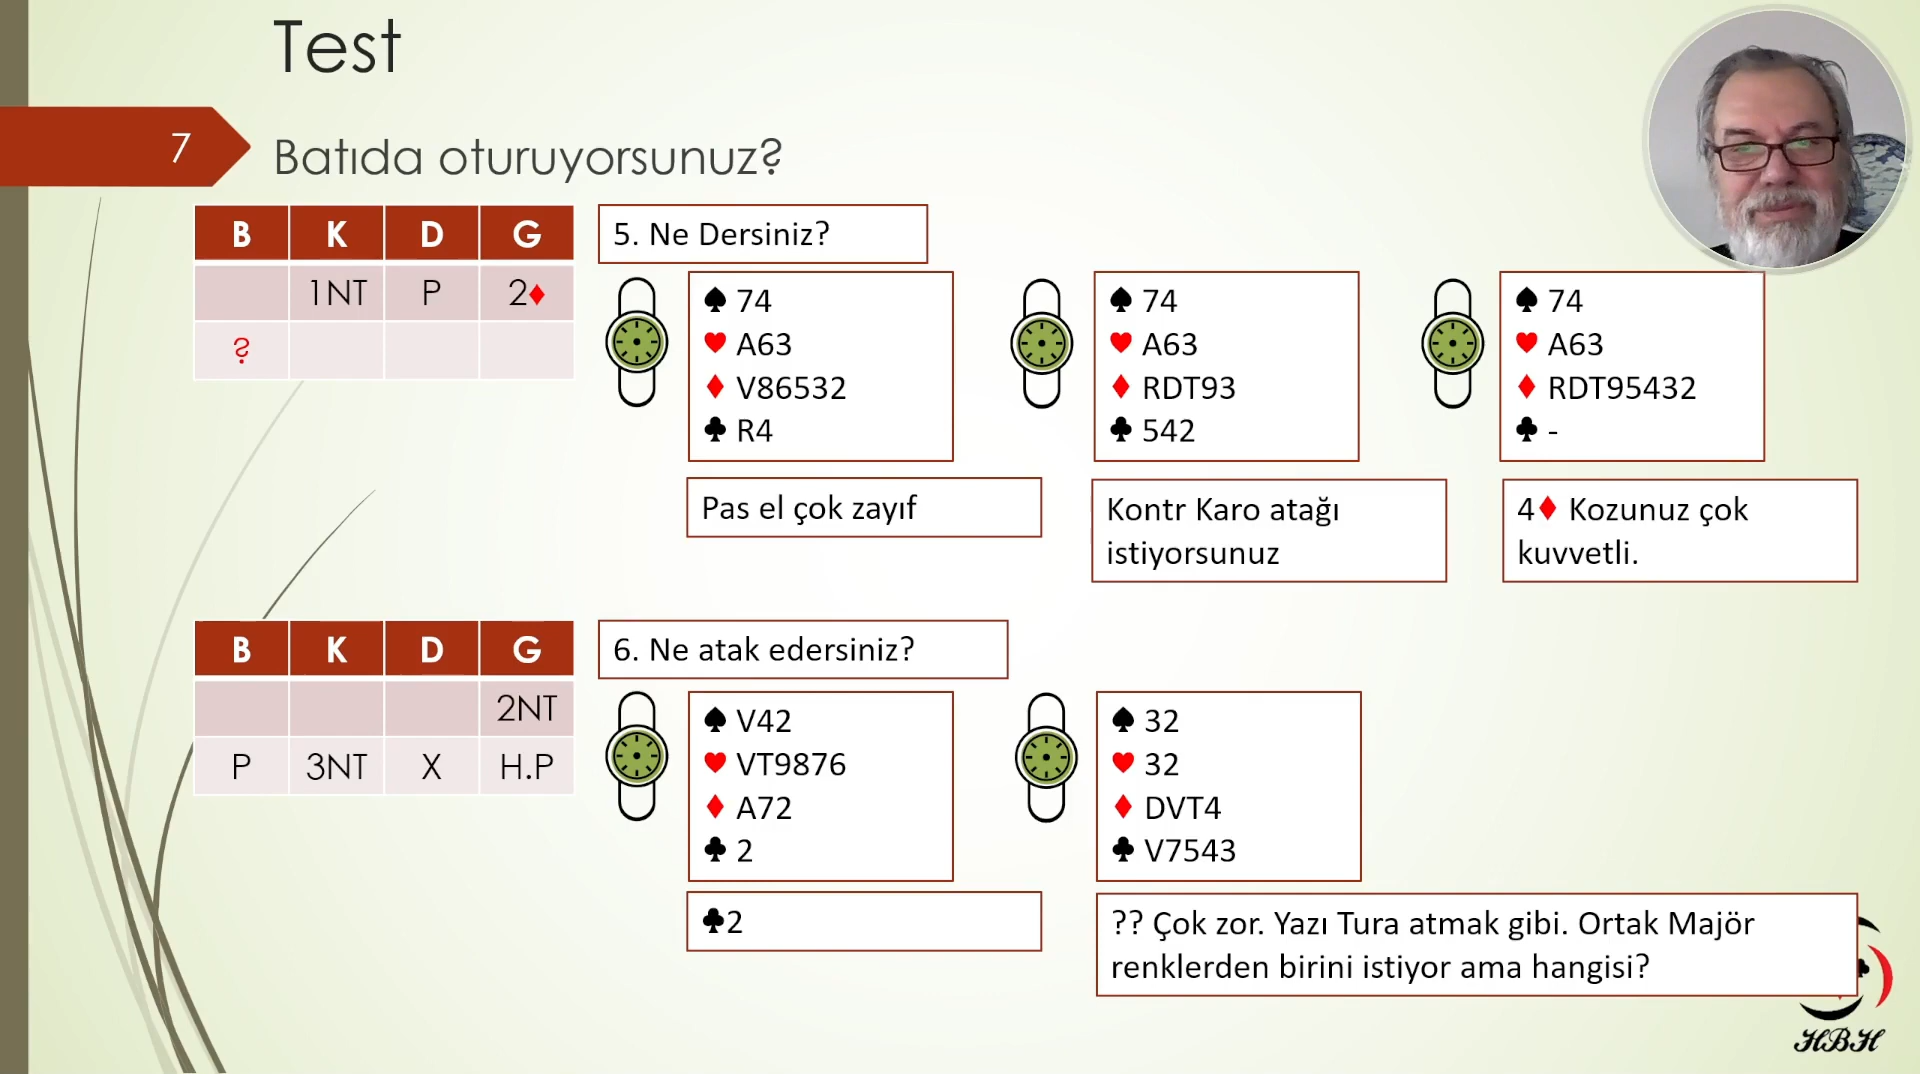 Test
7
Batıda oturuyorsunuz?
B K D G
1NT P 2♦
?
5. Ne Dersiniz?
♠ 74
♥ A63
♦ V86532
♣ R4
Pas el çok zayıf
♠ 74
♥ A63
♦ RDT93
♣ 542
Kontr Karo atağı
istiyorsunuz
♠ 74
♥ A63
♦ RDT95432
♣ -
4♦ Kozunuz çok
kuvvetli.
B K D G
2NT
P 3NT X H.P
6. Ne atak edersiniz?
♠ V42
♥ VT9876
♦ A72
♣ 2
♣2
♠ 32
♥ 32
♦ DVT4
♣ V7543
?? Çok zor. Yazı Tura atmak gibi. Ortak Majör
renklerden birini istiyor ama hangisi?
HBH